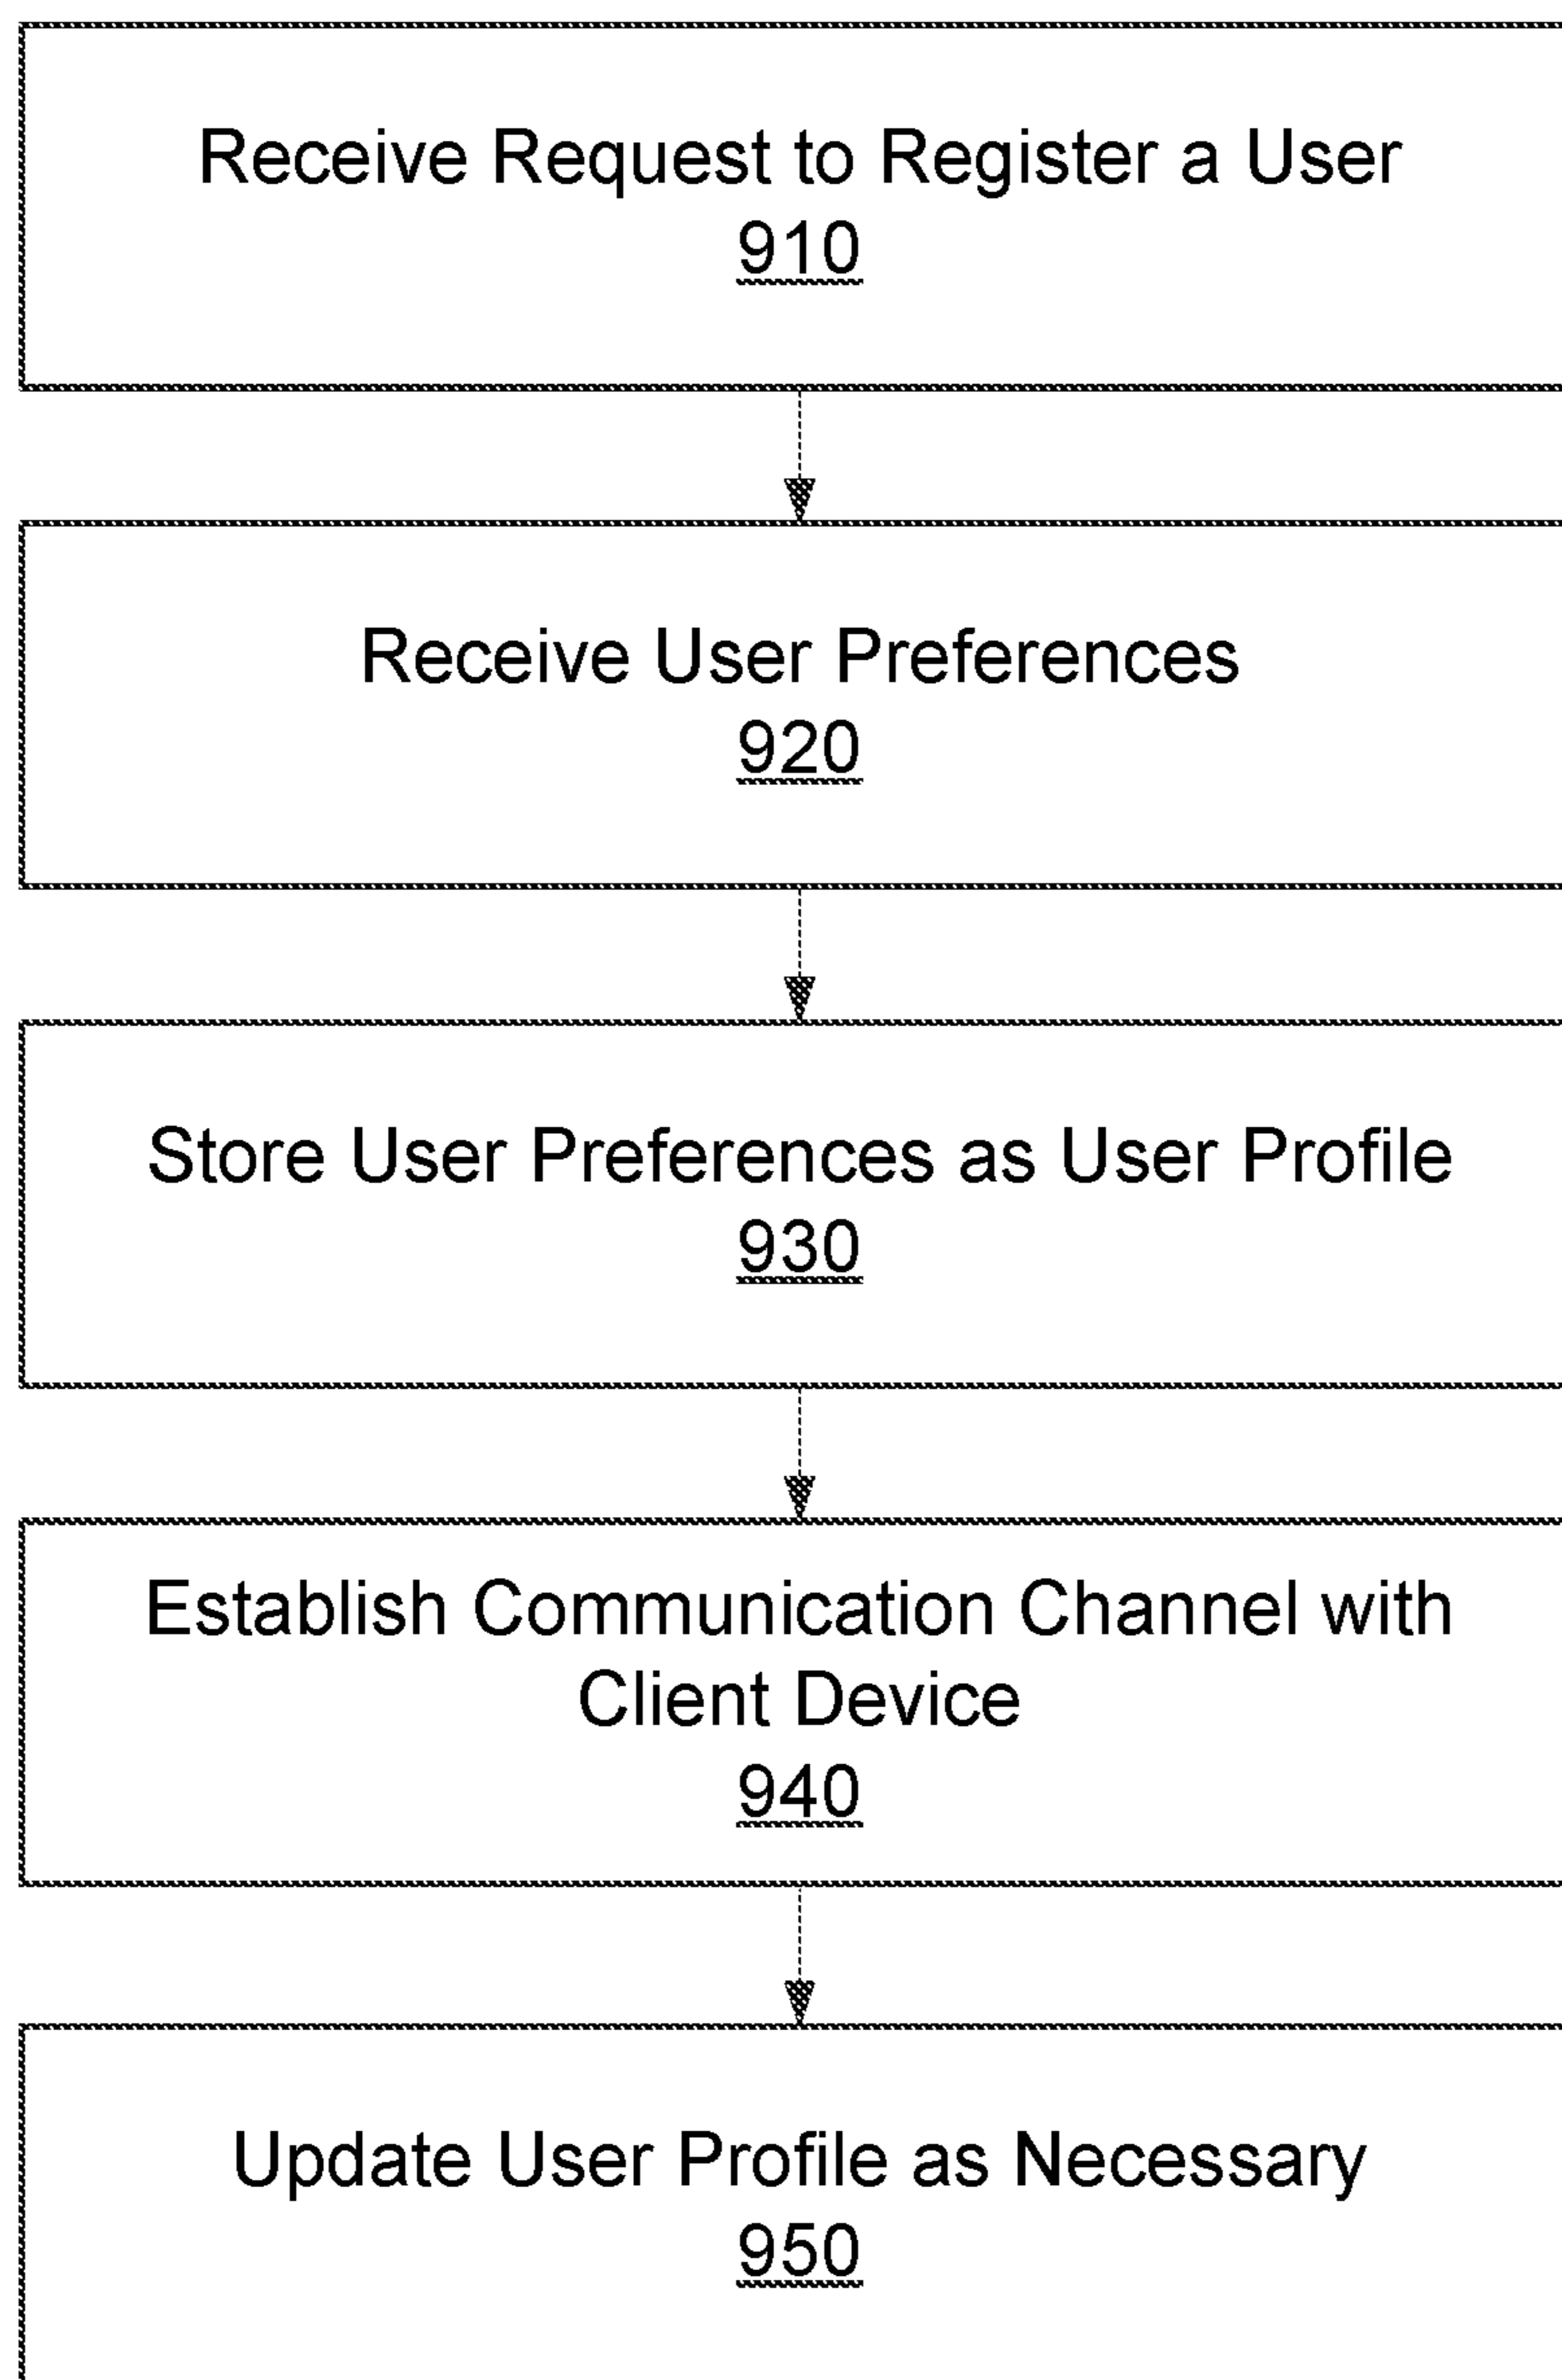 Receive Request to Register a User
910
Receive User Preferences
920
Store User Preferences as User Profile
930
Establish Communication Channel with
Client Device
940
Update User Profile as Necessary
950